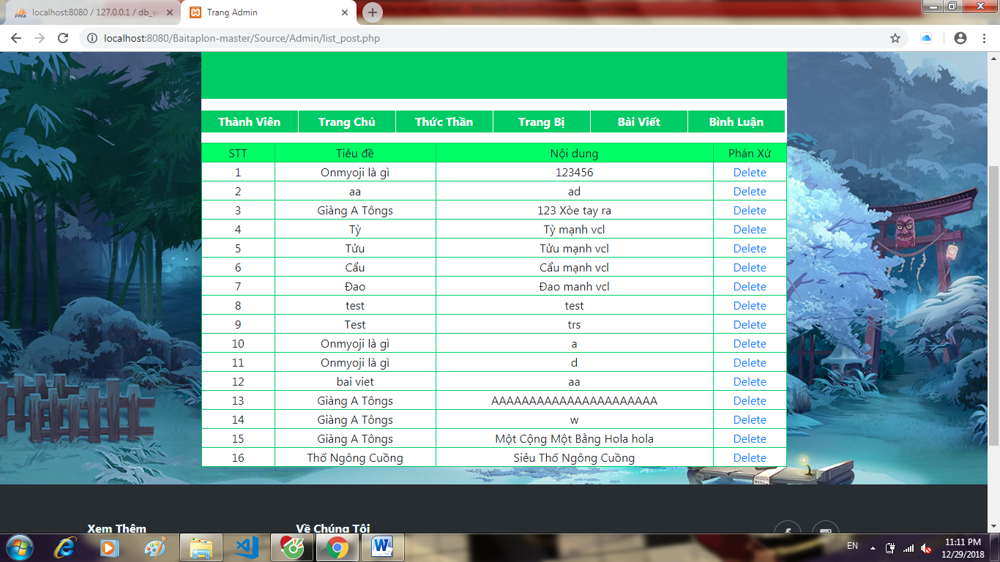 localhost:8080 / 127.0.0.1 / db_w
Trang Admin
localhost:8080/Baitaplon-master/Source/Admin/list_post.php
Thành Viên Trang Chủ Thức Thần Trang Bị Bài Viết Bình Luận
STT Tiêu đề Nội dung Phán Xử
1 Onmyoji là gì 123456 Delete
2 aa ad Delete
3 Giàng A Tôngs 123 Xòe tay ra Delete
4 Tỳ Tỳ mạnh vcl Delete
5 Tửu Tửu mạnh vcl Delete
6 Cẩu Cẩu mạnh vcl Delete
7 Đao Đao manh vcl Delete
8 test test Delete
9 Test trs Delete
10 Onmyoji là gì a Delete
11 Onmyoji là gì d Delete
12 bai viet aa Delete
13 Giàng A Tôngs AAAAAAAAAAAAAAAAAAAAAA Delete
14 Giàng A Tôngs w Delete
15 Giàng A Tôngs Một Cộng Một Bằng Hola hola Delete
16 Thố Ngông Cuồng Siêu Thố Ngông Cuồng Delete
Xem Thêm Về Chúng Tôi
EN
11:11 PM
12/29/2018